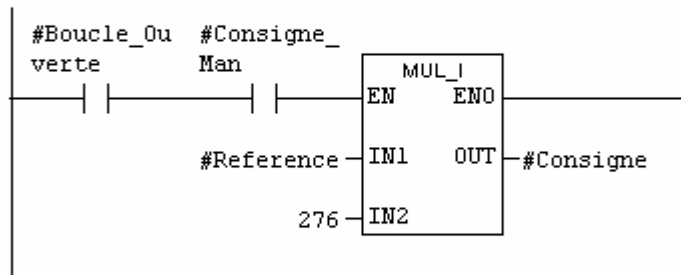 #Boucle_Ou #Consigne_
verte Man
MUL_I
EN ENO
#Reference IN1 OUT #Consigne
276 IN2